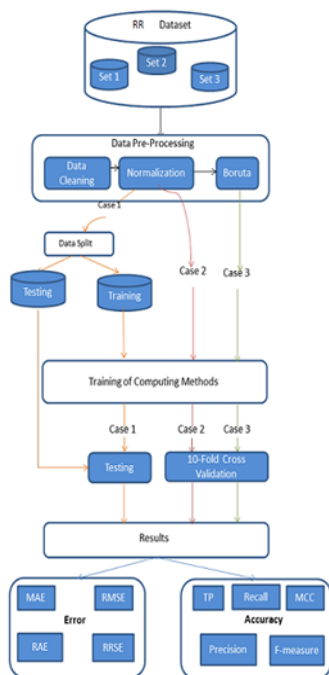 RR Dataset
Set 1
Set 2
Set 3
Data Pre-Processing
Data
Cleaning
Normalization
Boruta
Case 1
Data Split
Testing
Training
Case 2
Case 3
Training of Computing Methods
Case 1
Case 2
Case 3
Testing
10-Fold Cross
Validation
Results
MAE
RMSE
Error
RAE
RRSE
TP
Recall
MCC
Accuracy
Precision
F-measure